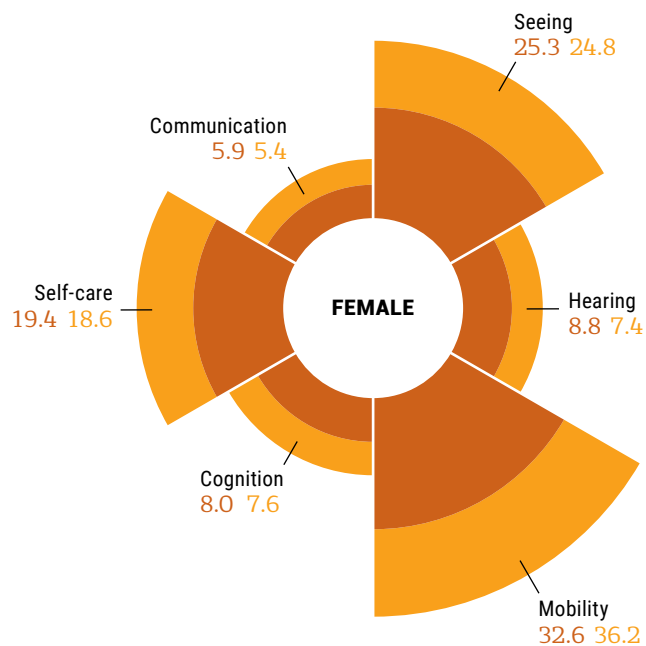 Seeing
25.3 24.8
Communication
5.9 5.4
Self-care
19.4 18.6
FEMALE
Hearing
8.8 7.4
Cognition
8.0 7.6
Mobility
32.6 36.2